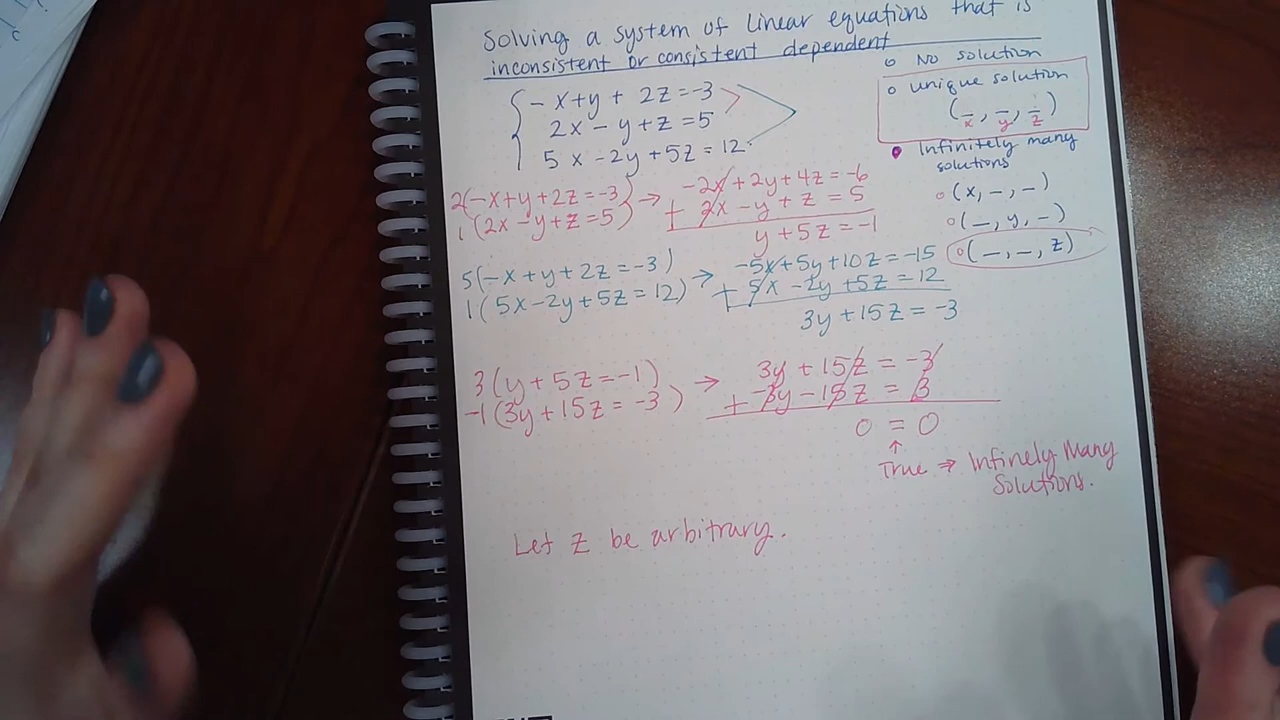 Solving a system of linear equations that is
inconsistent or consistent dependent
- x + y + 2z = -3
2x - y + z = 5
5x - 2y + 5z = 12
o No solution
o unique solution
(_, _, _)
x y z
Infinitely many
solutions
o (x, -, -)
o (_, y, -)
o (_, _, z)
2(-x+y+2z=-3) → -2x + 2y + 4z = -6
1(2x - y + z = 5) + 2x - y + z = 5
y + 5z = -1
5(-x + y + 2z = -3) → -5x + 5y + 10z = -15
1(5x - 2y + 5z = 12) + 5x - 2y + 5z = 12
3y + 15z = -3
3(y + 5z = -1) → 3y + 15z = -3
-1(3y + 15z = -3) + -3y - 15z = 3
0 = 0
↑
True ⇒ Infinely Many
Solutions.
Let z be arbitrary.